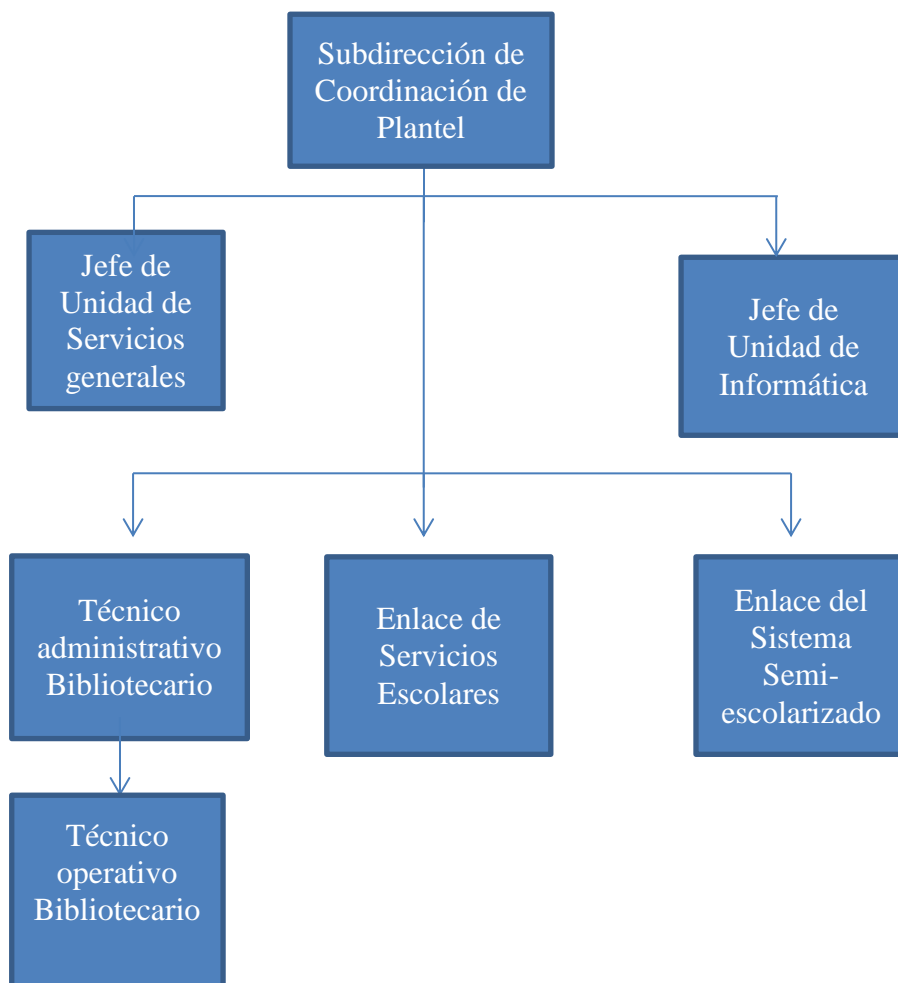 Subdirección de
Coordinación de
Plantel
Jefe de
Unidad de
Servicios
generales
Jefe de
Unidad de
Informática
Técnico
administrativo
Bibliotecario
Enlace de
Servicios
Escolares
Enlace del
Sistema
Semi-
escolarizado
Técnico
operativo
Bibliotecario